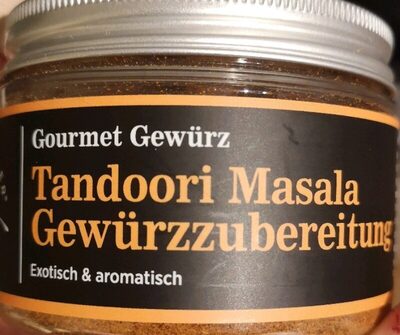 Gourmet Gewürz
Tandoori Masala
Gewürzzubereitung
Exotisch & aromatisch